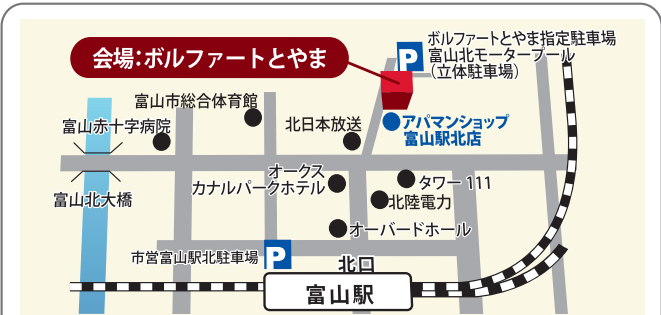 ボルファートとやま指定駐車場
富山北モータープール
（立体駐車場）
P
会場：ボルファートとやま
富山市総合体育館
富山赤十字病院
北日本放送
アパマンショップ
富山駅北店
オークス
カナルパークホテル
タワー111
富山北大橋
北陸電力
オーバードホール
市営富山駅北駐車場
P
北口
富山駅